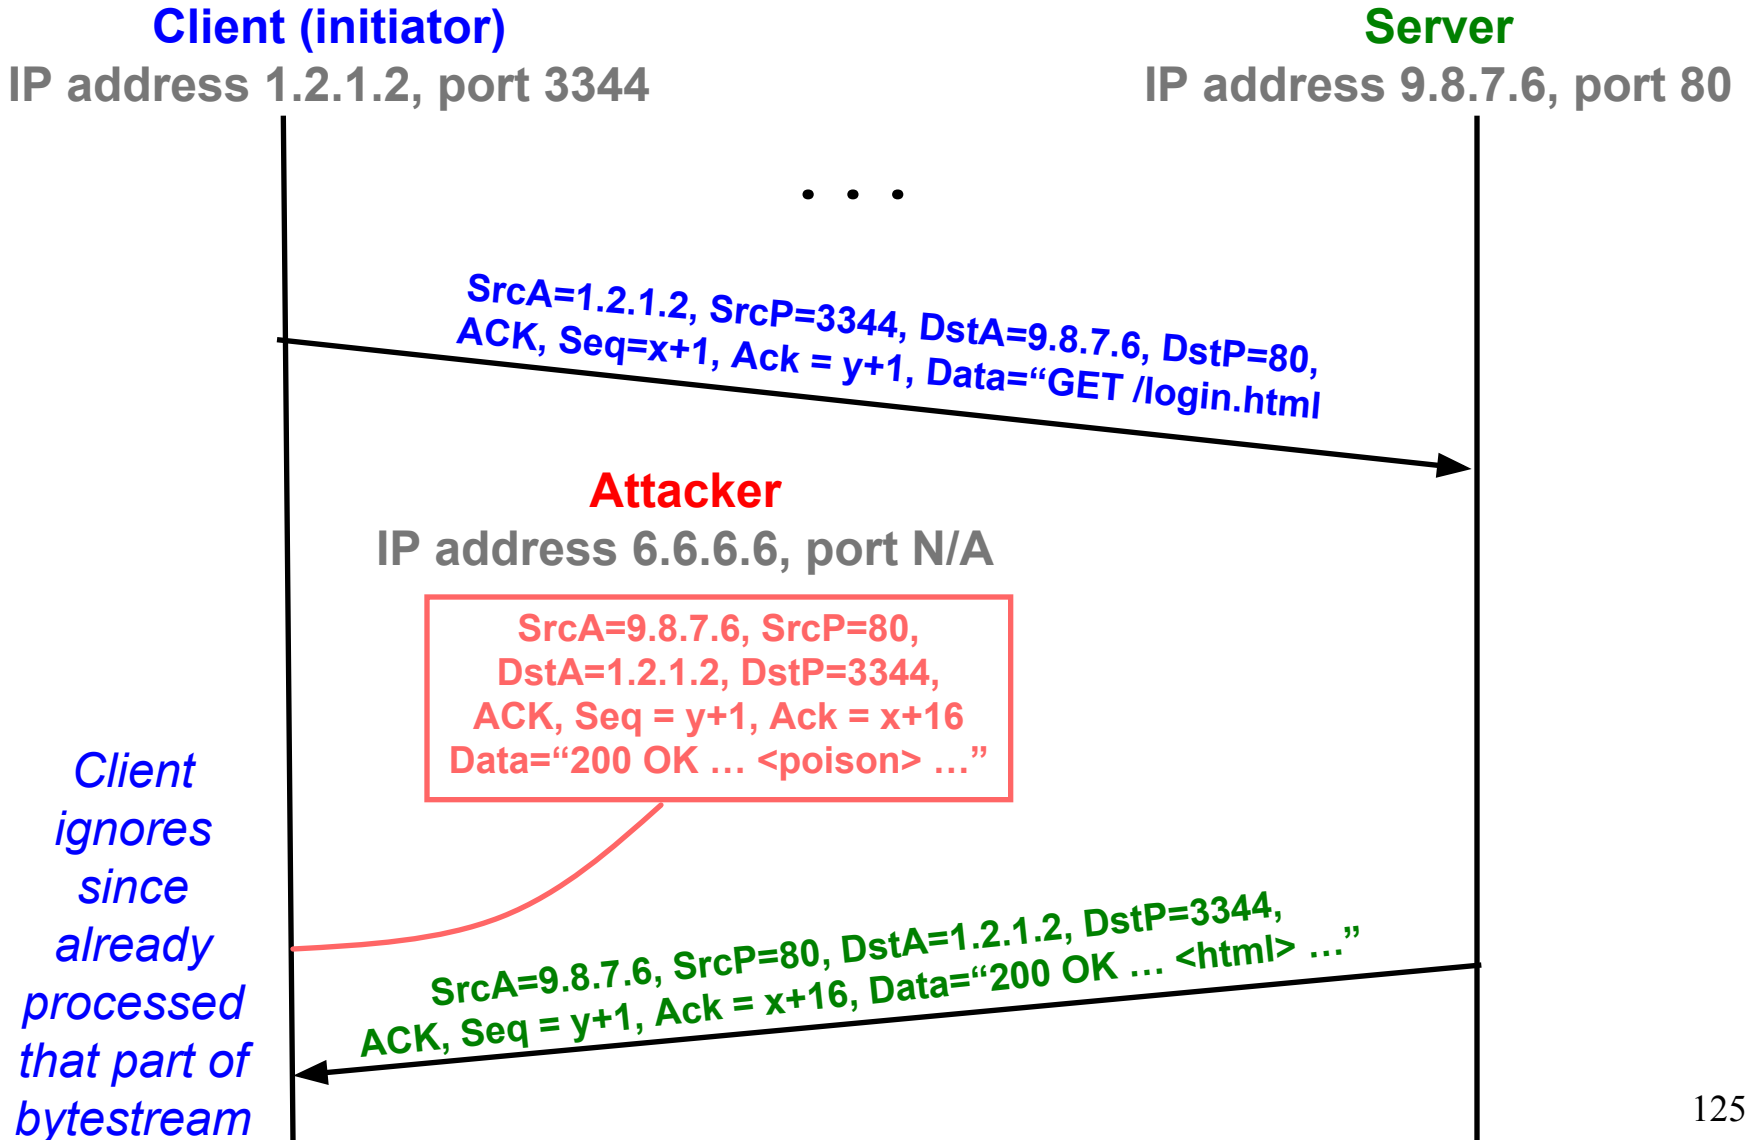 Client (initiator)
IP address 1.2.1.2, port 3344
Server
IP address 9.8.7.6, port 80
. . .
SrcA=1.2.1.2, SrcP=3344, DstA=9.8.7.6, DstP=80,
ACK, Seq=x+1, Ack = y+1, Data=“GET /login.html
Attacker
IP address 6.6.6.6, port N/A
SrcA=9.8.7.6, SrcP=80,
DstA=1.2.1.2, DstP=3344,
ACK, Seq = y+1, Ack = x+16
Data=“200 OK … <poison> …”
Client
ignores
since
already
processed
that part of
bytestream
SrcA=9.8.7.6, SrcP=80, DstA=1.2.1.2, DstP=3344,
ACK, Seq = y+1, Ack = x+16, Data=“200 OK … <html> …”
125